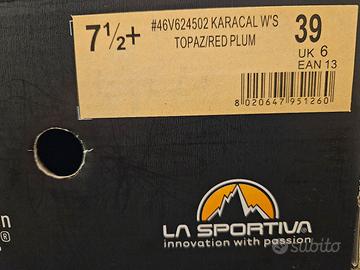 7½+
#46V624502 KARACAL W'S
TOPAZ/RED PLUM
39
UK 6
EAN 13
8 020647 951260
n
®
LA SPORTIVA
innovation with passion
subito